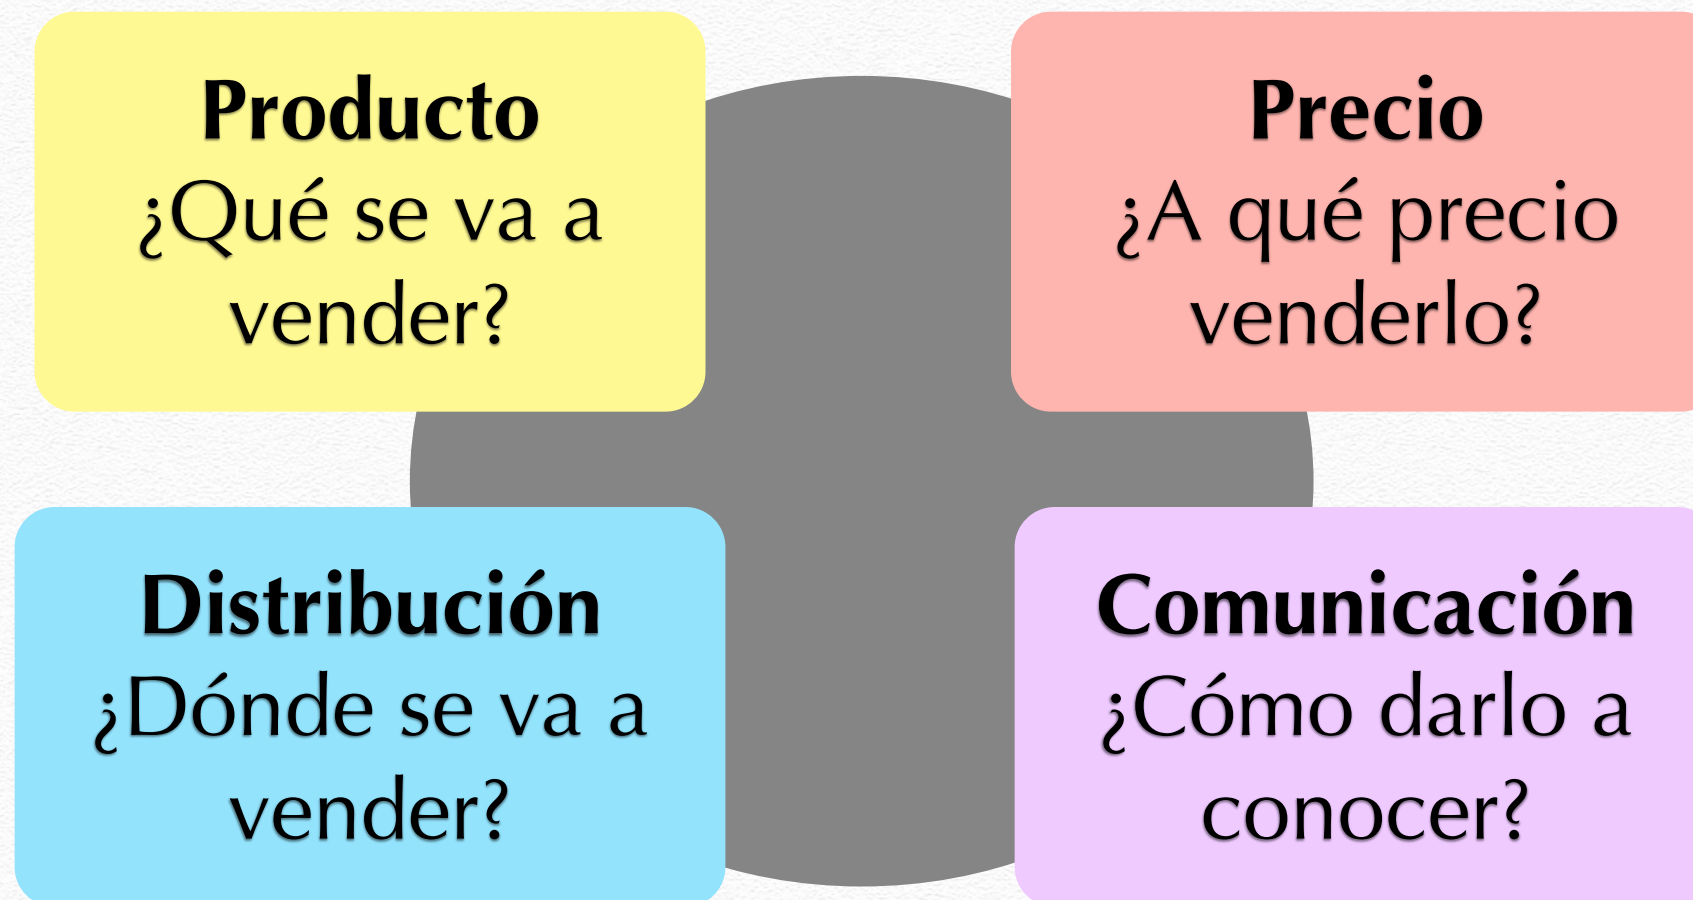 Producto
¿Qué se va a
vender?
Precio
¿A qué precio
venderlo?
Distribución
¿Dónde se va a
vender?
Comunicación
¿Cómo darlo a
conocer?